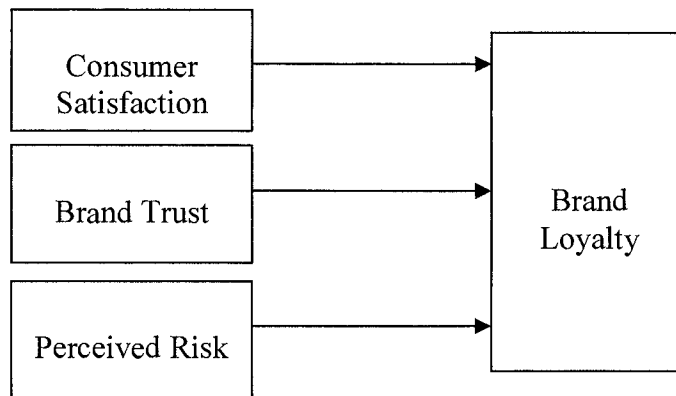 Consumer
Satisfaction
Brand Trust
Perceived Risk
Brand
Loyalty